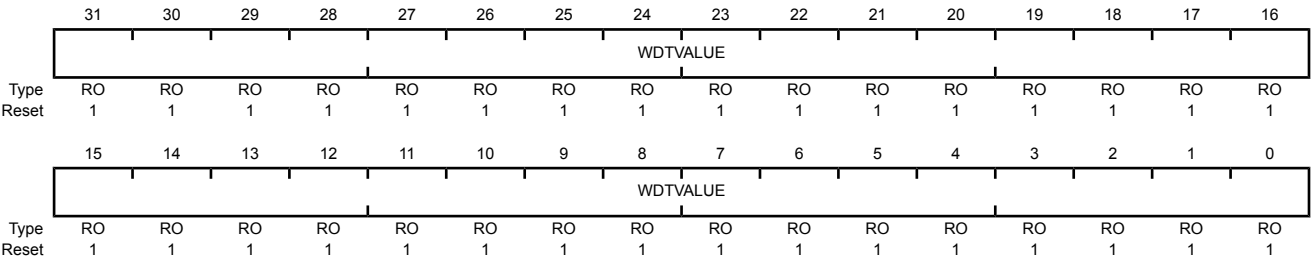 31 30 29 28 27 26 25 24 23 22 21 20 19 18 17 16
WDTVALUE
Type RO RO RO RO RO RO RO RO RO RO RO RO RO RO RO RO
Reset 1 1 1 1 1 1 1 1 1 1 1 1 1 1 1 1
15 14 13 12 11 10 9 8 7 6 5 4 3 2 1 0
WDTVALUE
Type RO RO RO RO RO RO RO RO RO RO RO RO RO RO RO RO
Reset 1 1 1 1 1 1 1 1 1 1 1 1 1 1 1 1